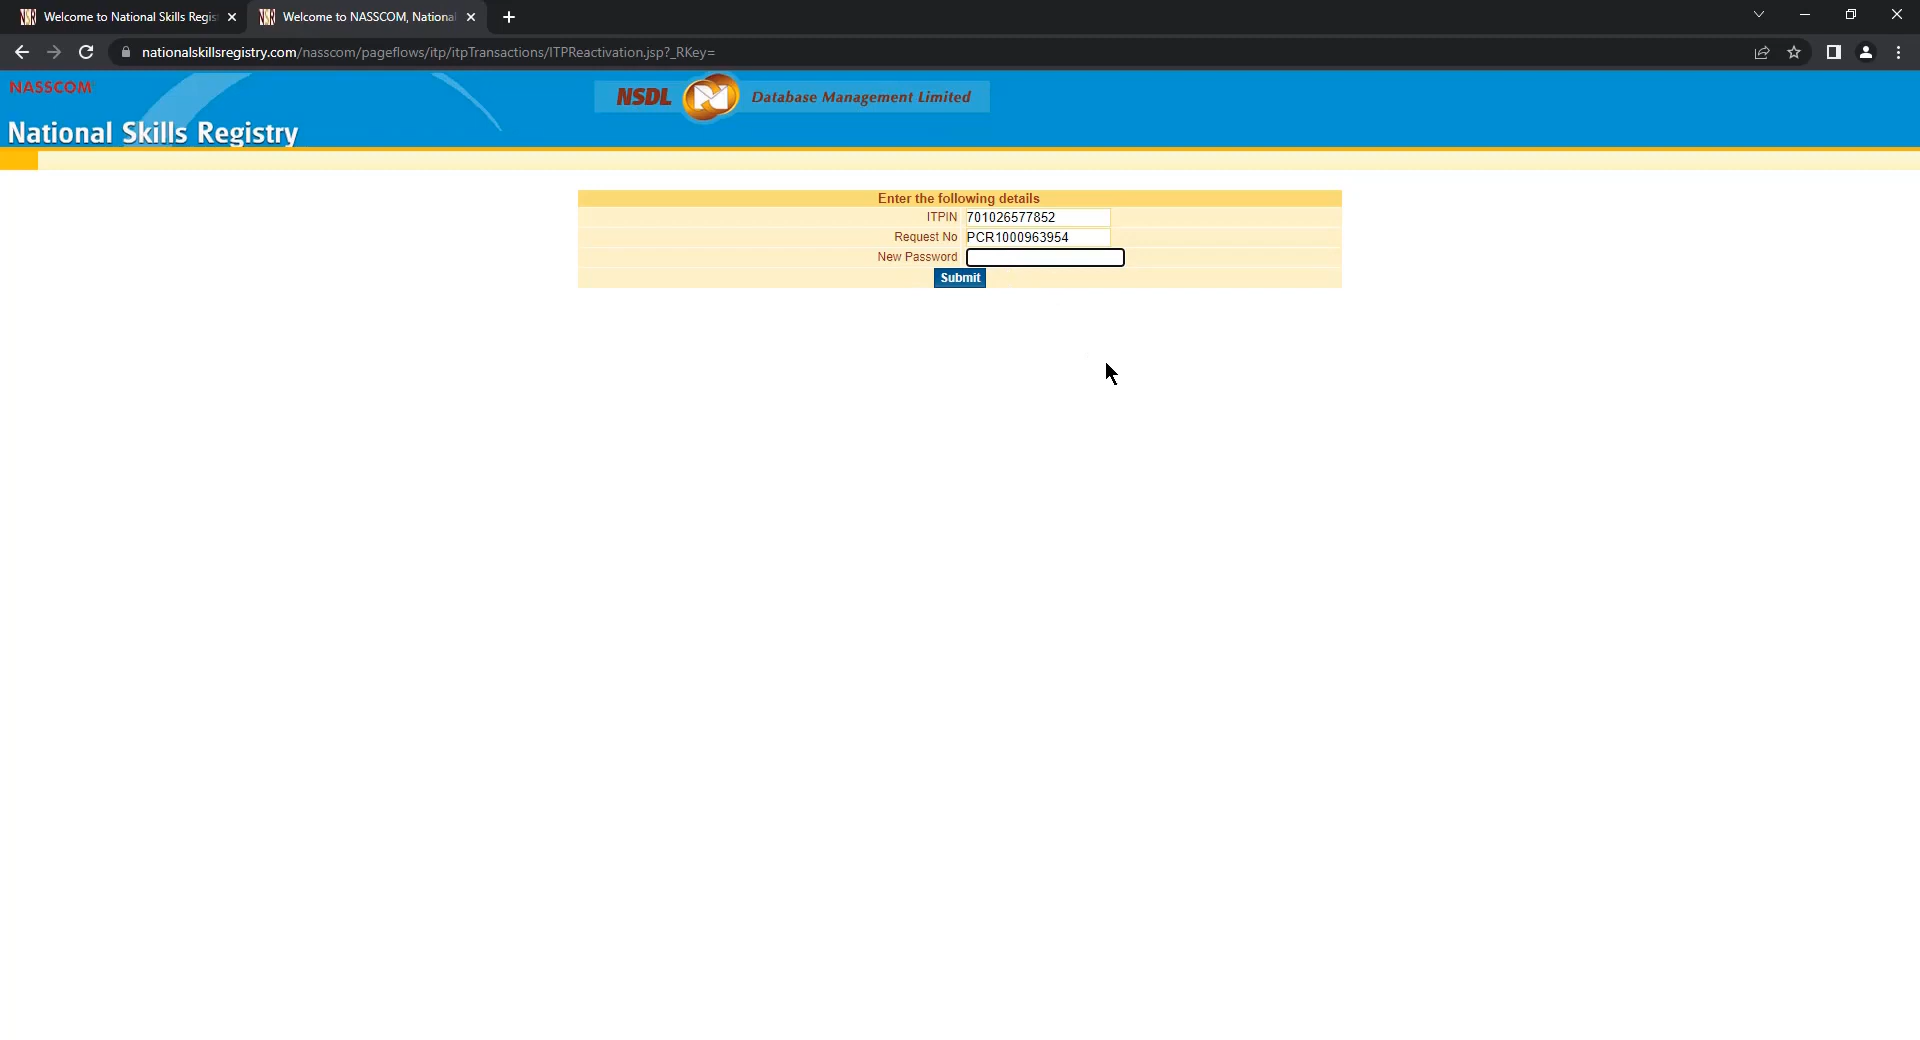 Welcome to National Skills Regis
Welcome to NASSCOM, National
nationalskillsregistry.com/nasscom/pageflows/itp/itpTransactions/ITPReactivation.jsp?_RKey=
NASSCOM
NSDL Database Management Limited
National Skills Registry
Enter the following details
ITPIN 701026577852
Request No PCR1000963954
New Password
Submit